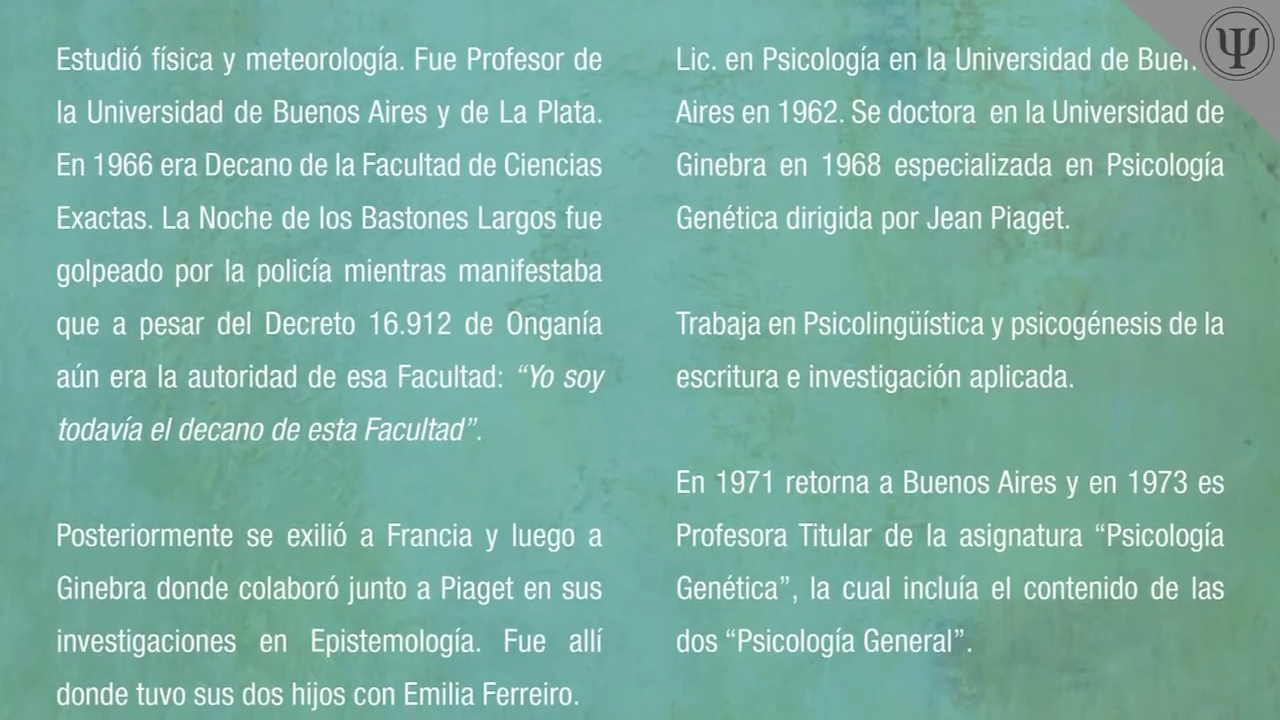 Estudió física y meteorología. Fue Profesor de
la Universidad de Buenos Aires y de La Plata.
En 1966 era Decano de la Facultad de Ciencias
Exactas. La Noche de los Bastones Largos fue
golpeado por la policía mientras manifestaba
que a pesar del Decreto 16.912 de Onganía
aún era la autoridad de esa Facultad: “Yo soy
todavía el decano de esta Facultad”.
Posteriormente se exilió a Francia y luego a
Ginebra donde colaboró junto a Piaget en sus
investigaciones en Epistemología. Fue allí
donde tuvo sus dos hijos con Emilia Ferreiro.
Lic. en Psicología en la Universidad de Buen
Aires en 1962. Se doctora en la Universidad de
Ginebra en 1968 especializada en Psicología
Genética dirigida por Jean Piaget.
Trabaja en Psicolingüística y psicogénesis de la
escritura e investigación aplicada.
En 1971 retorna a Buenos Aires y en 1973 es
Profesora Titular de la asignatura “Psicología
Genética”, la cual incluía el contenido de las
dos “Psicología General”.
Ψ